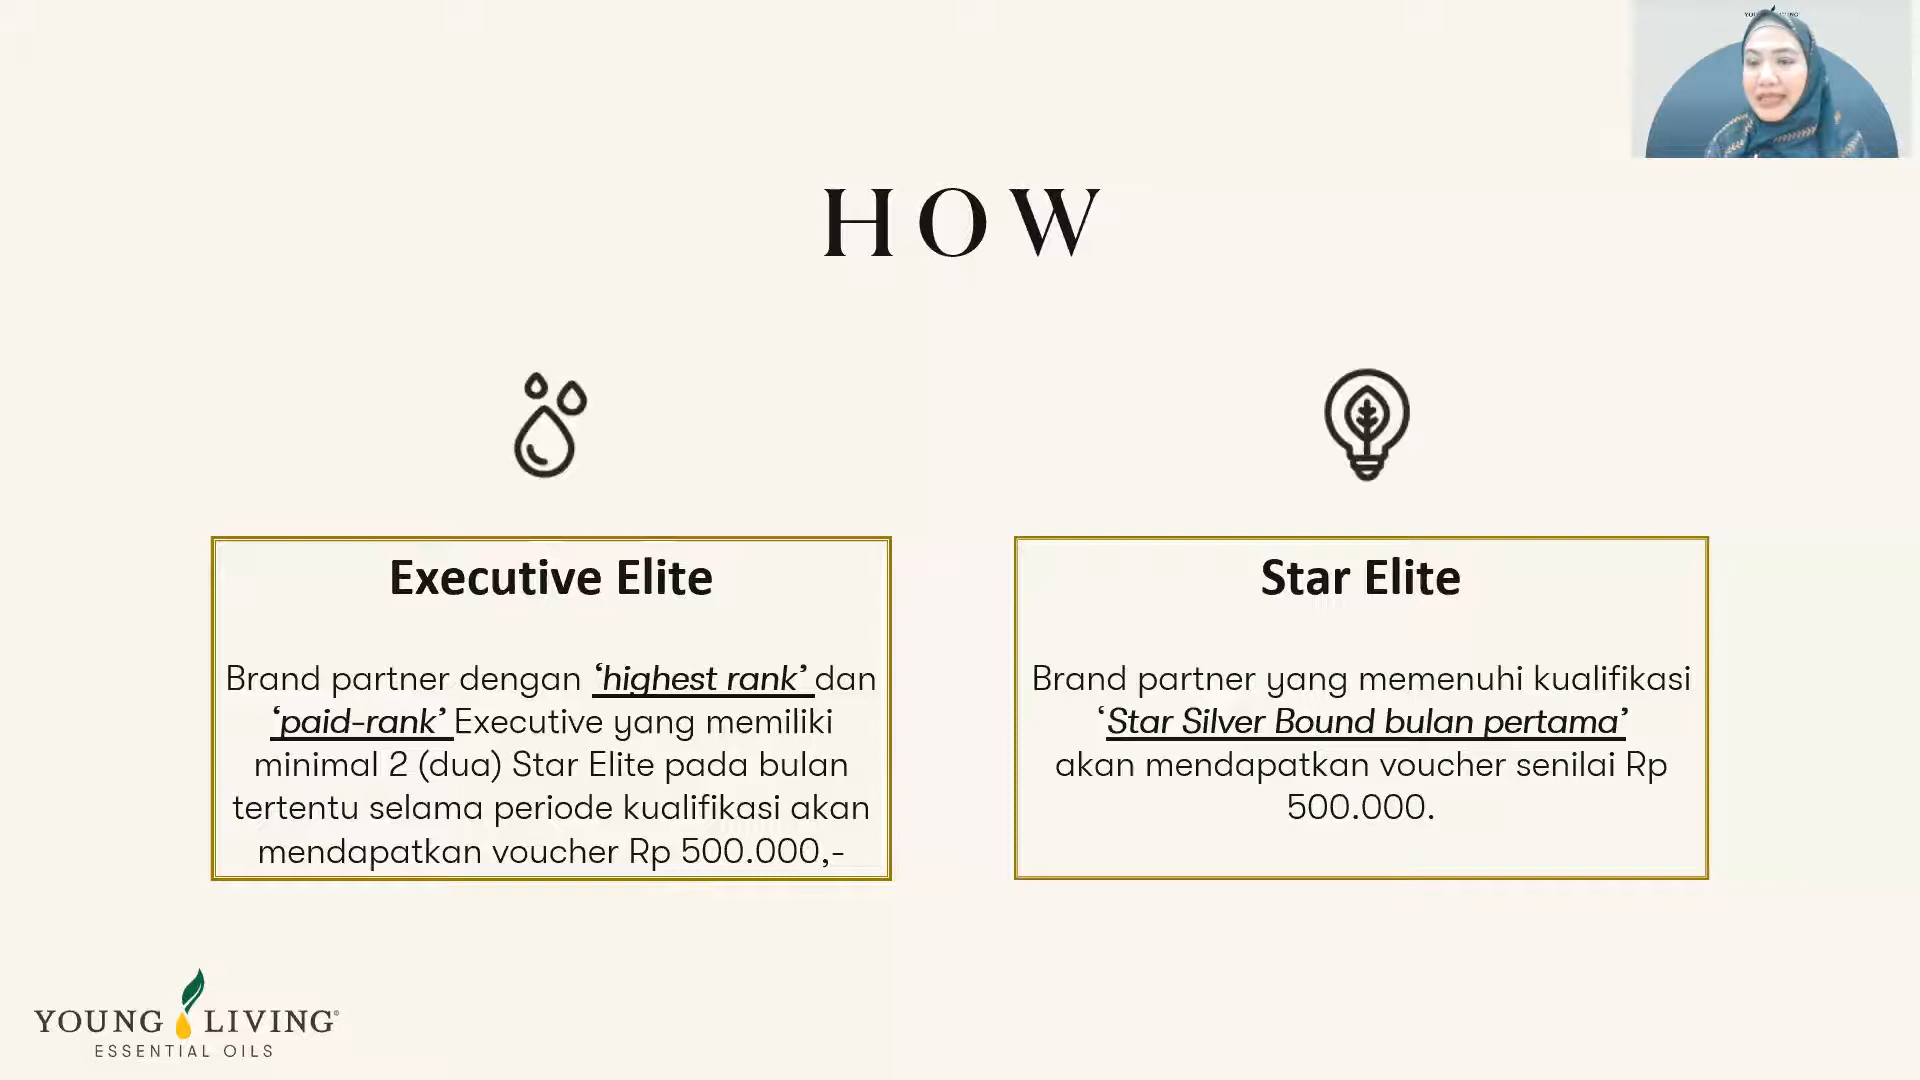 HOW
Executive Elite
Brand partner dengan ‘highest rank’ dan
‘paid-rank’ Executive yang memiliki
minimal 2 (dua) Star Elite pada bulan
tertentu selama periode kualifikasi akan
mendapatkan voucher Rp 500.000,-
Star Elite
Brand partner yang memenuhi kualifikasi
‘Star Silver Bound bulan pertama’
akan mendapatkan voucher senilai Rp
500.000.
YOUNG LIVING®
ESSENTIAL OILS